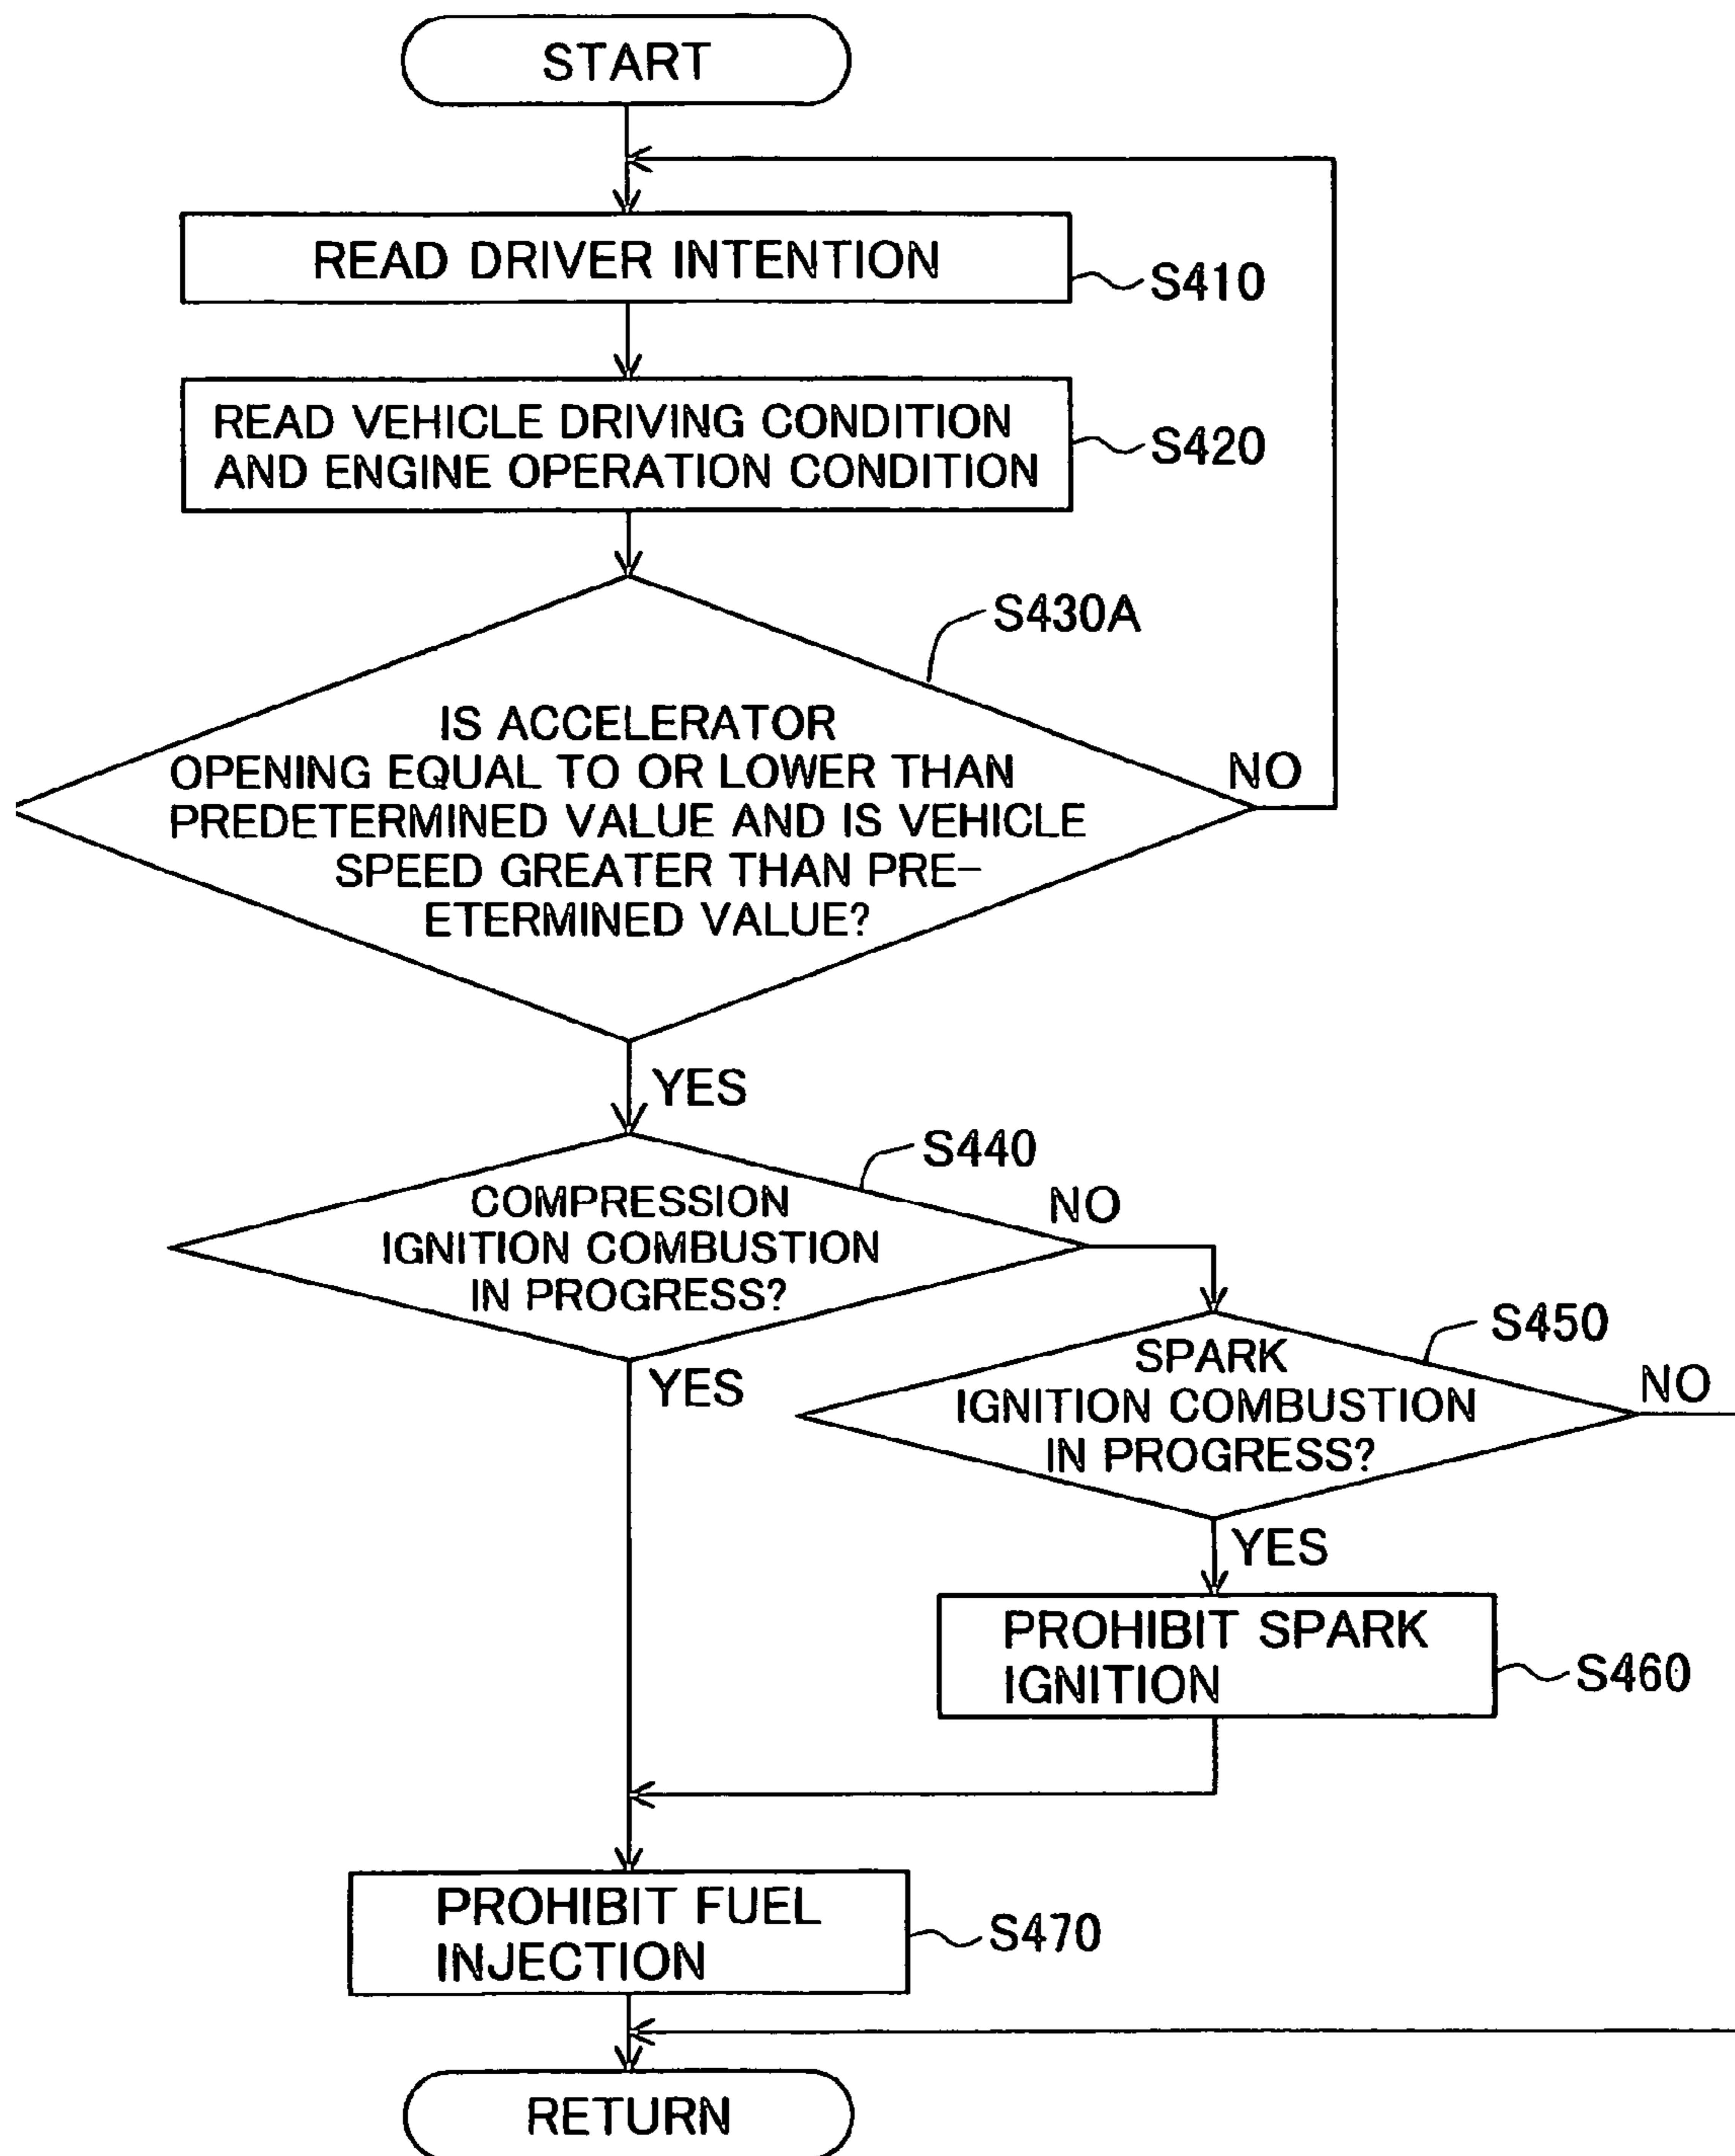 START
READ DRIVER INTENTION
S410
READ VEHICLE DRIVING CONDITION
AND ENGINE OPERATION CONDITION
S420
S430A
IS ACCELERATOR
OPENING EQUAL TO OR LOWER THAN
PREDETERMINED VALUE AND IS VEHICLE
SPEED GREATER THAN PRE-
ETERMINED VALUE?
NO
YES
S440
COMPRESSION
IGNITION COMBUSTION
IN PROGRESS?
NO
YES
S450
SPARK
IGNITION COMBUSTION
IN PROGRESS?
NO
YES
PROHIBIT SPARK
IGNITION
S460
PROHIBIT FUEL
INJECTION
S470
RETURN